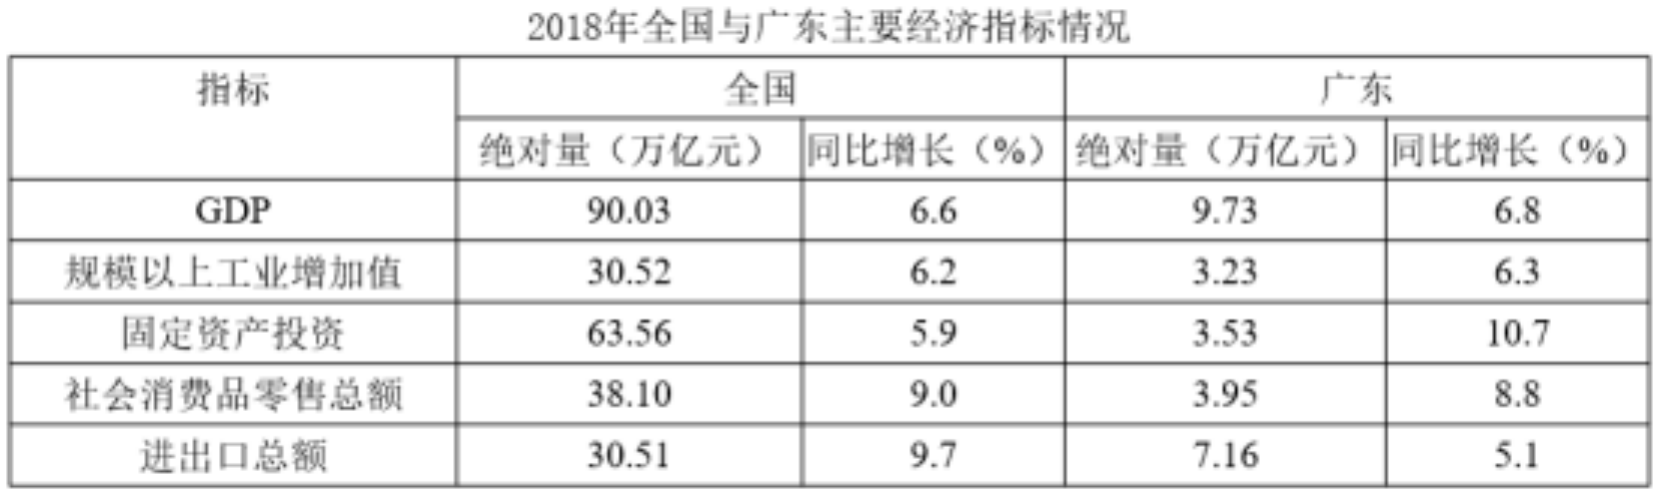 2018年全国与广东主要经济指标情况
指标 全国 广东
绝对量（万亿元） 同比增长（%） 绝对量（万亿元） 同比增长（%）
GDP 90.03 6.6 9.73 6.8
规模以上工业增加值 30.52 6.2 3.23 6.3
固定资产投资 63.56 5.9 3.53 10.7
社会消费品零售总额 38.10 9.0 3.95 8.8
进出口总额 30.51 9.7 7.16 5.1